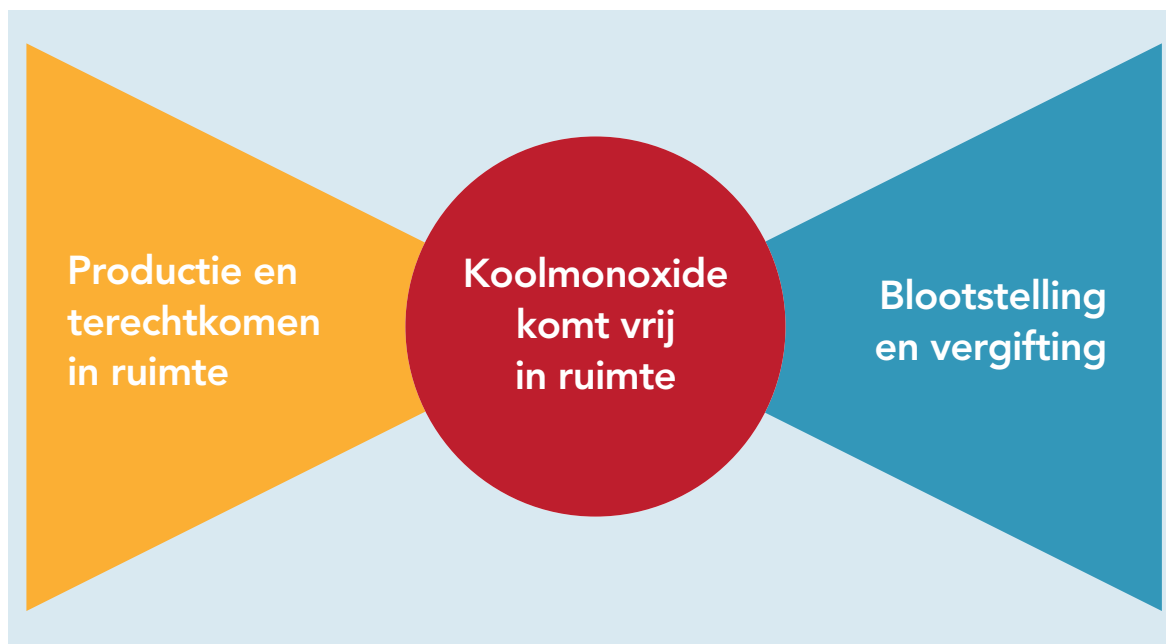 Productie en
terechtkomen
in ruimte
Koolmonoxide
komt vrij
in ruimte
Blootstelling
en vergifting